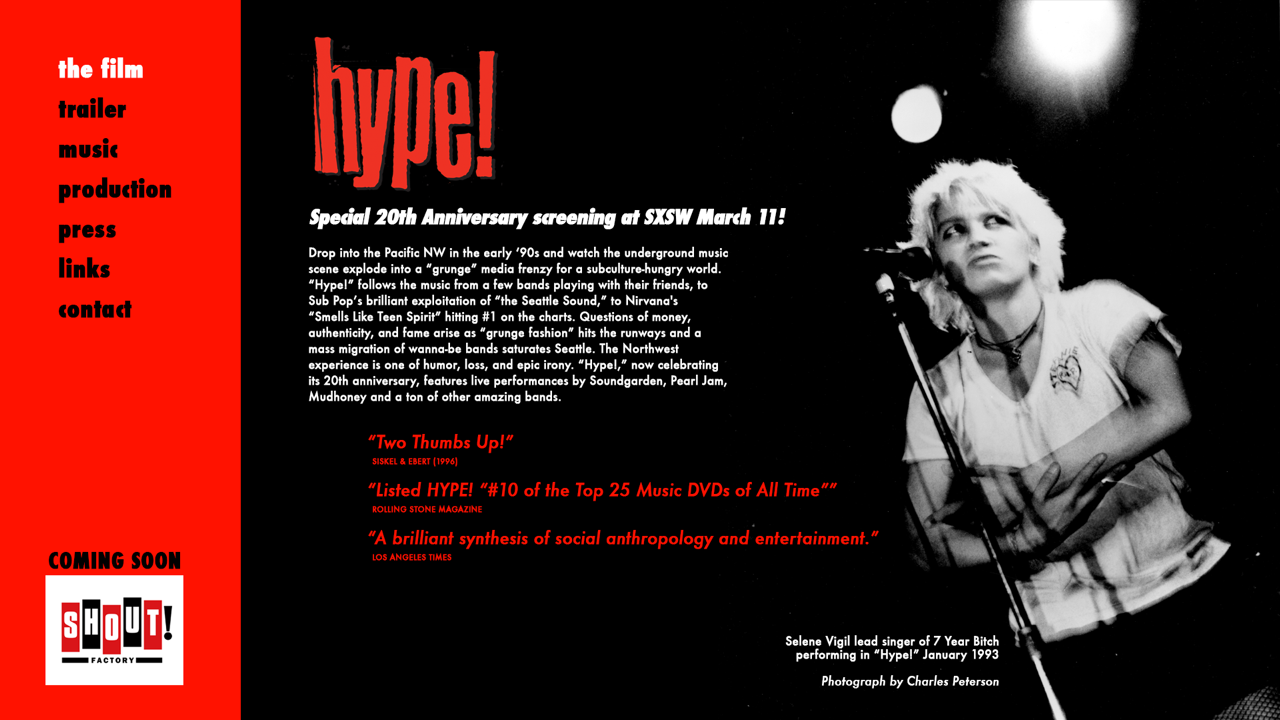 the film
trailer
music
production
press
links
contact
COMING SOON
SHOUT!
FACTORY
hype!
Special 20th Anniversary screening at SXSW March 11!
Drop into the Pacific NW in the early ‘90s and watch the underground music
scene explode into a “grunge” media frenzy for a subculture-hungry world.
“Hype!” follows the music from a few bands playing with their friends, to
Sub Pop’s brilliant exploitation of “the Seattle Sound,” to Nirvana's
“Smells Like Teen Spirit” hitting #1 on the charts. Questions of money,
authenticity, and fame arise as “grunge fashion” hits the runways and a
mass migration of wanna-be bands saturates Seattle. The Northwest
experience is one of humor, loss, and epic irony. “Hype!,” now celebrating
its 20th anniversary, features live performances by Soundgarden, Pearl Jam,
Mudhoney and a ton of other amazing bands.
“Two Thumbs Up!“
SISKEL & EBERT (1996)
“Listed HYPE! “#10 of the Top 25 Music DVDs of All Time””
ROLLING STONE MAGAZINE
“A brilliant synthesis of social anthropology and entertainment.“
LOS ANGELES TIMES
Selene Vigil lead singer of 7 Year Bitch
performing in “Hype!” January 1993
Photograph by Charles Peterson